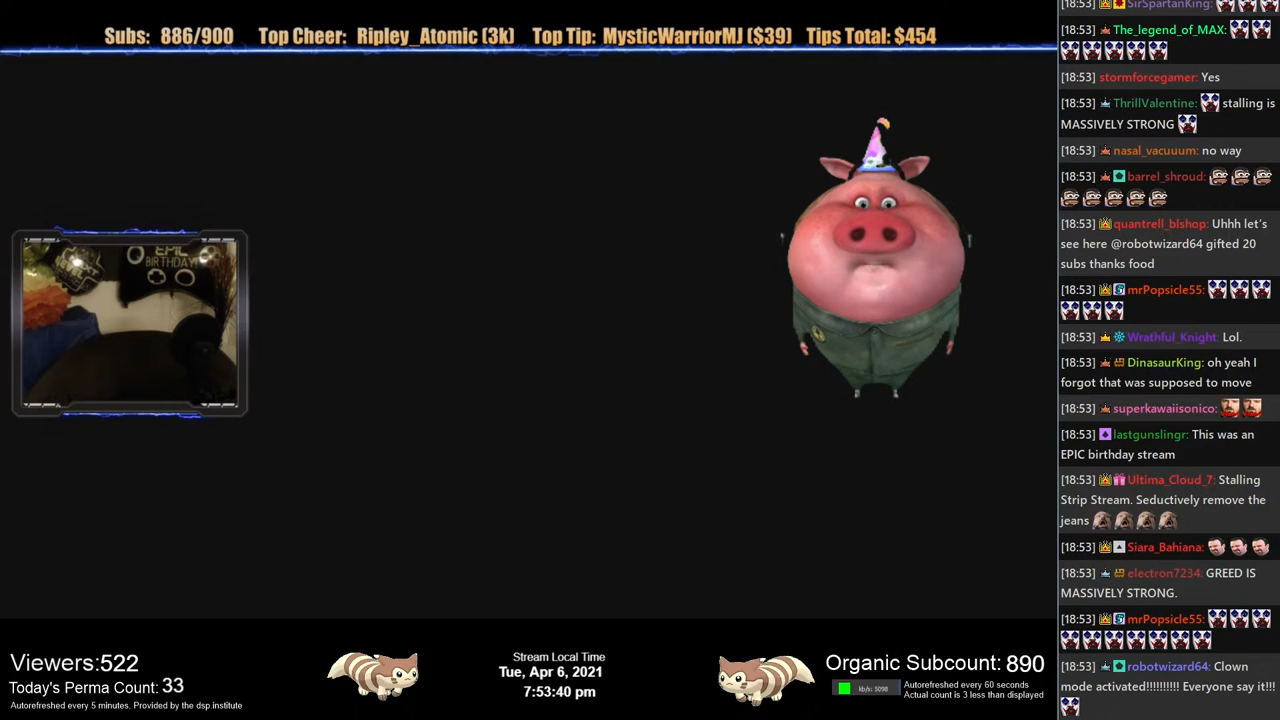 Subs: 886/900 Top Cheer: Ripley_Atomic (3k) Top Tip: MysticWarriorMJ ($39) Tips Total: $454
EPIC
BIRTHDAY!
Viewers:522
Today's Perma Count: 33
Autorefreshed every 5 minutes, Provided by the dsp.institute
Stream Local Time
Tue, Apr 6, 2021
7:53:40 pm
Organic Subcount: 890
kb/s: 5098
Autorefreshed every 60 seconds
Actual count is 3 less than displayed
[18:53] SirSpartanKing:
[18:53] The_legend_of_MAX:
[18:53] stormforcegamer: Yes
[18:53] ThrillValentine: stalling is
MASSIVELY STRONG
[18:53] nasal_vacuuum: no way
[18:53] barrel_shroud:
[18:53] quantrell_blshop: Uhhh let's
see here @robotwizard64 gifted 20
subs thanks food
[18:53] mrPopsicle55:
[18:53] Wrathful_Knight: Lol.
[18:53] DinasaurKing: oh yeah I
forgot that was supposed to move
[18:53] superkawaiisonico:
[18:53] lastgunslingr: This was an
EPIC birthday stream
[18:53] Ultima_Cloud_7: Stalling
Strip Stream. Seductively remove the
jeans
[18:53] Siara_Bahiana:
[18:53] electron7234: GREED IS
MASSIVELY STRONG.
[18:53] mrPopsicle55:
[18:53] robotwizard64: Clown
mode activated!!!!!!!!!! Everyone say it!!!